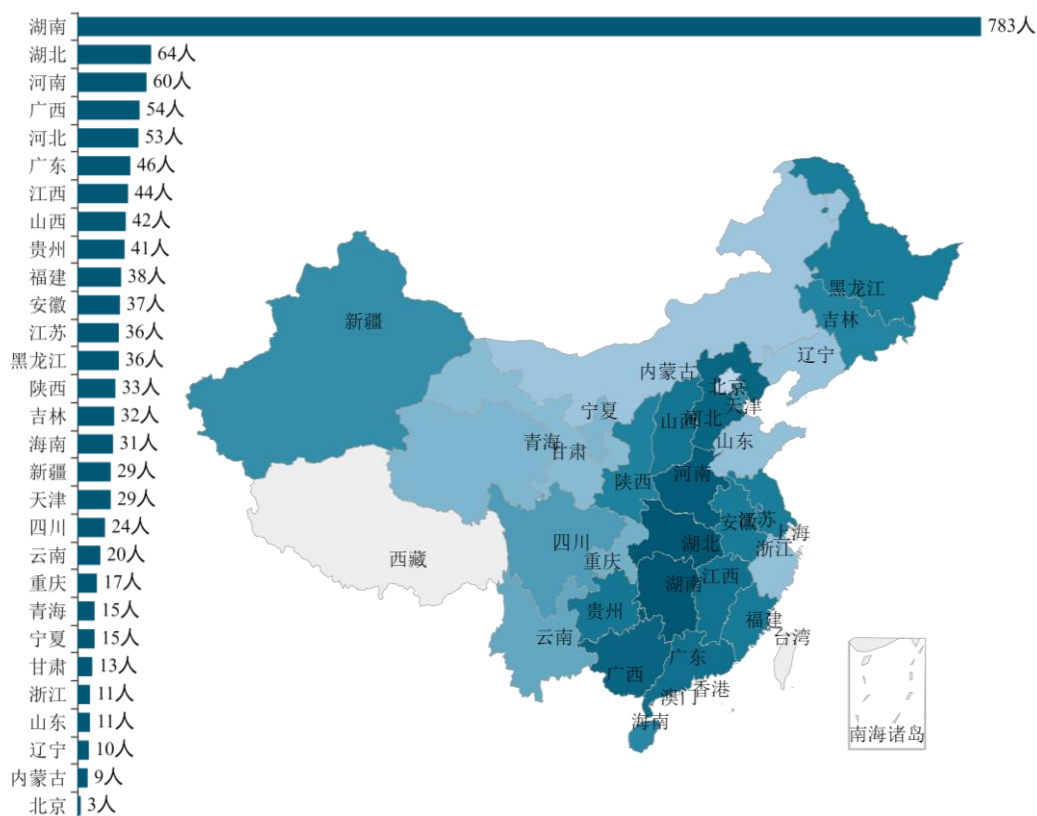 湖南 783人
湖北 64人
河南 60人
广西 54人
河北 53人
广东 46人
江西 44人
山西 42人
贵州 41人
福建 38人
安徽 37人
江苏 36人
黑龙江 36人
陕西 33人
吉林 32人
海南 31人
新疆 29人
天津 29人
四川 24人
云南 20人
重庆 17人
青海 15人
宁夏 15人
甘肃 13人
浙江 11人
山东 11人
辽宁 10人
内蒙古 9人
北京 3人
黑龙江
吉林
新疆
辽宁
内蒙古
北京
天津
宁夏
山西
河北
青海
甘肃
山东
河南
陕西
安徽
江苏
上海
四川
湖北
浙江
西藏
重庆
湖南
江西
贵州
福建
云南
台湾
广东
广西
香港
澳门
海南
南海诸岛